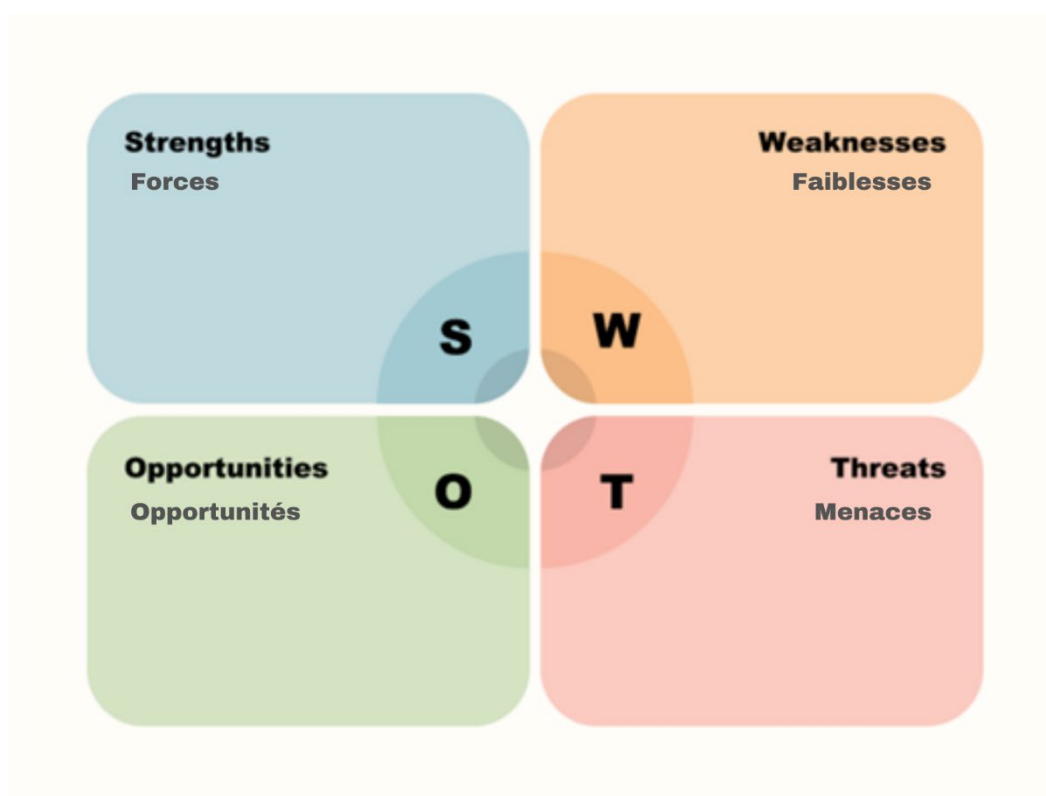 Strengths
Forces
Weaknesses
Faiblesses
S
W
Opportunities
Opportunités
Threats
Menaces
O
T